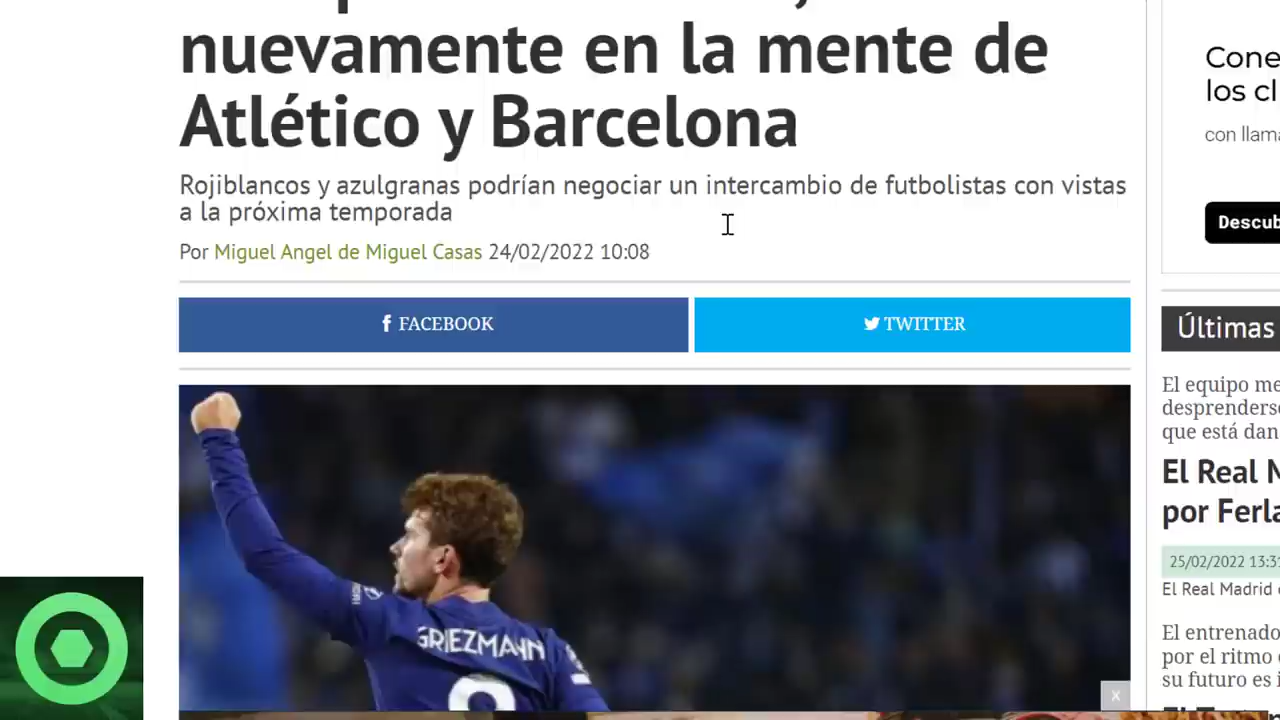 nuevamente en la mente de
Atlético y Barcelona
Rojiblancos y azulgranas podrían negociar un intercambio de futbolistas con vistas
a la próxima temporada
Por Miguel Angel de Miguel Casas 24/02/2022 10:08
FACEBOOK
TWITTER
GRIEZMANN
los cl
con llama
Descub
Últimas
El equipo me
desprenderse
que está dan
El Real M
por Ferla
25/02/2022 13:31
El Real Madrid
El entrenado
por el ritmo
su futuro es i
x